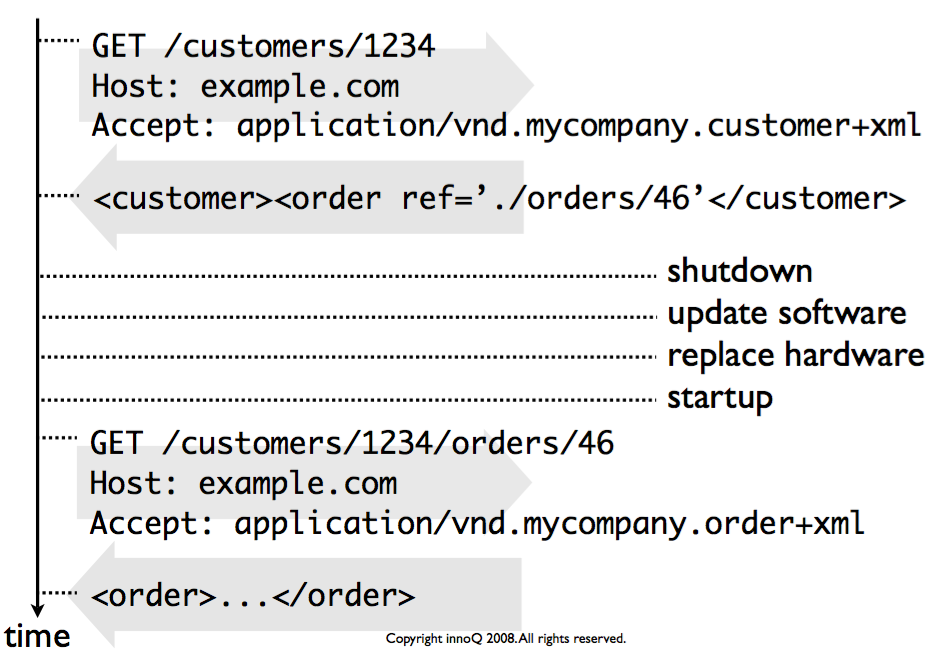 GET /customers/1234
Host: example.com
Accept: application/vnd.mycompany.customer+xml
<customer><order ref=’./orders/46’</customer>
shutdown
update software
replace hardware
startup
GET /customers/1234/orders/46
Host: example.com
Accept: application/vnd.mycompany.order+xml
<order>...</order>
time
Copyright innoQ 2008. All rights reserved.